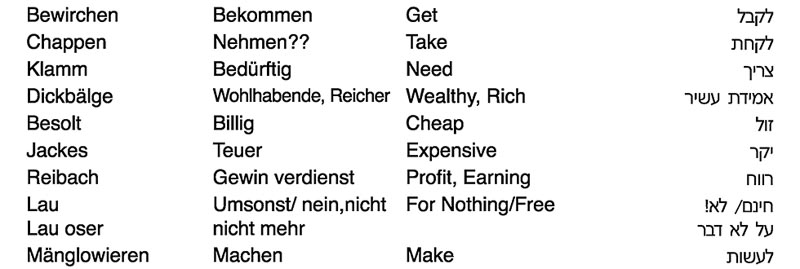 Bewirchen Bekommen Get לקבל
Chappen Nehmen?? Take לקחת
Klamm Bedürftig Need צריך
Dickbälge Wohlhabende, Reicher Wealthy, Rich אמידת עשיר
Besolt Billig Cheap זול
Jackes Teuer Expensive יקר
Reibach Gewin verdienst Profit, Earning רווח
Lau Umsonst/ nein,nicht For Nothing/Free חינם/ לא!
Lau oser nicht mehr על לא דבר
Mänglowieren Machen Make לעשות